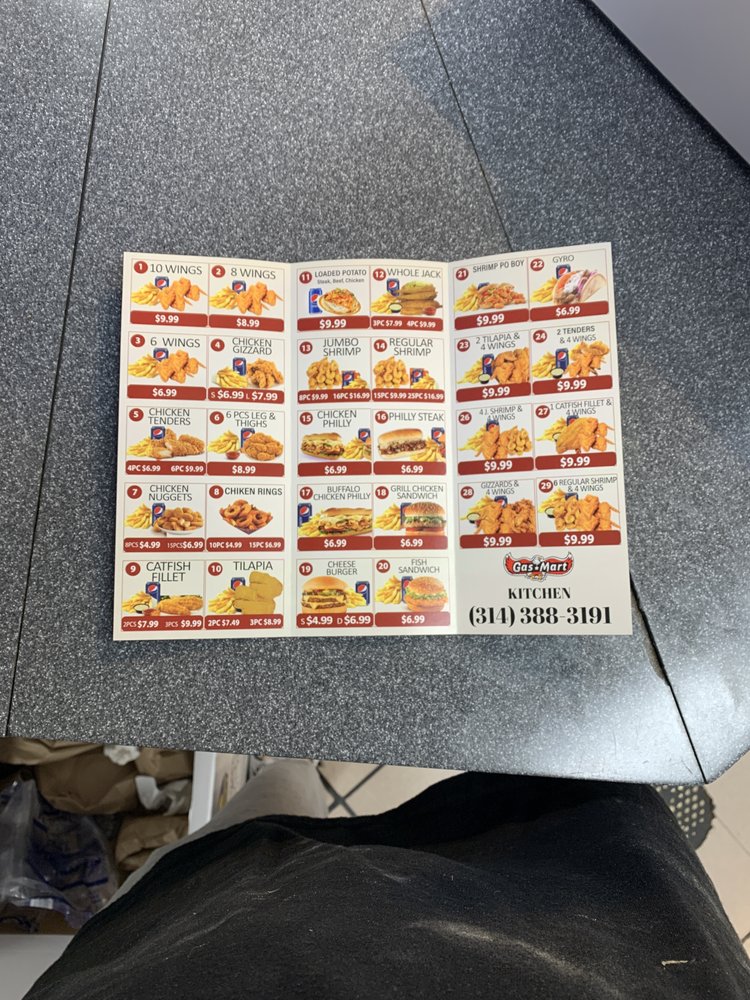 1 10 WINGS
$9.99
2 8 WINGS
$8.99
3 6 WINGS
$6.99
4 CHICKEN
GIZZARD
S $6.99 L $7.99
5 CHICKEN
TENDERS
4PC $6.99 6PC $9.99
6 6 PCS LEG &
THIGHS
$8.99
7 CHICKEN
NUGGETS
8PCS $4.99 15PCS $6.99
8 CHIKEN RINGS
10PC $4.99 15PC $6.99
9 CATFISH
FILLET
2PCS $7.99 3PCS $9.99
10 TILAPIA
2PC $7.49 3PC $8.99
11 LOADED POTATO
Steak, Beef, Chicken
$9.99
12 WHOLE JACK
3PC $7.99 4PC $9.99
13 JUMBO
SHRIMP
8PC $9.99 16PC $16.99
14 REGULAR
SHRIMP
15PC $9.99 25PC $16.99
15 CHICKEN
PHILLY
$6.99
16 PHILLY STEAK
$6.99
17 BUFFALO
CHICKEN PHILLY
$6.99
18 GRILL CHICKEN
SANDWICH
$6.99
19 CHEESE
BURGER
S $4.99 D $6.99
20 FISH
SANDWICH
$6.99
21 SHRIMP PO BOY
$9.99
22 GYRO
$6.99
23 2 TILAPIA &
4 WINGS
$9.99
24 2 TENDERS
& 4 WINGS
$9.99
26 4 J. SHRIMP &
4 WINGS
$9.99
27 1 CATFISH FILLET &
4 WINGS
$9.99
28 GIZZARDS &
4 WINGS
$9.99
29 6 REGULAR SHRIMP
& 4 WINGS
$9.99
Gas Mart
KITCHEN
(314) 388-3191